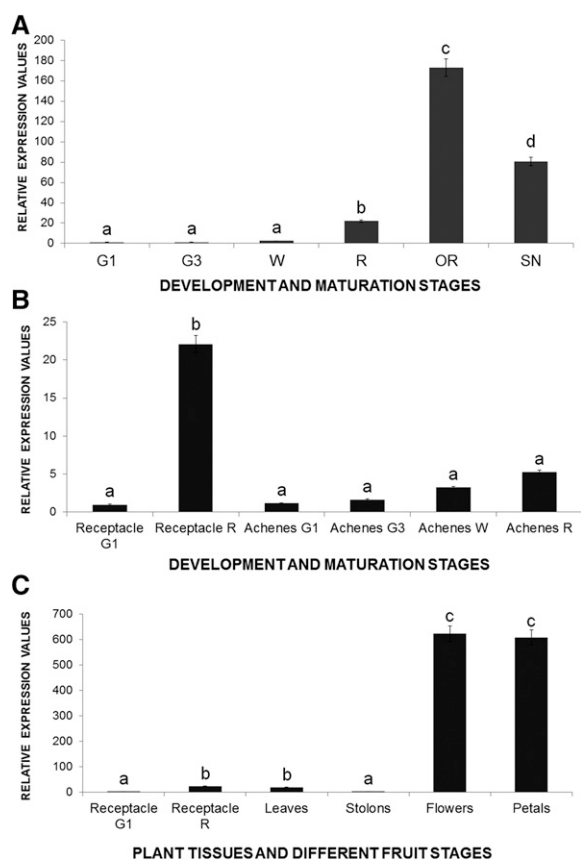 A
RELATIVE EXPRESSION VALUES
200
180
160
140
120
100
80
60
40
20
0
a a a b c d
G1 G3 W R OR SN
DEVELOPMENT AND MATURATION STAGES
B
RELATIVE EXPRESSION VALUES
25
20
15
10
5
0
a b a a a a
Receptacle G1 Receptacle R Achenes G1 Achenes G3 Achenes W Achenes R
DEVELOPMENT AND MATURATION STAGES
C
RELATIVE EXPRESSION VALUES
700
600
500
400
300
200
100
0
a b b a c c
Receptacle G1 Receptacle R Leaves Stolons Flowers Petals
PLANT TISSUES AND DIFFERENT FRUIT STAGES